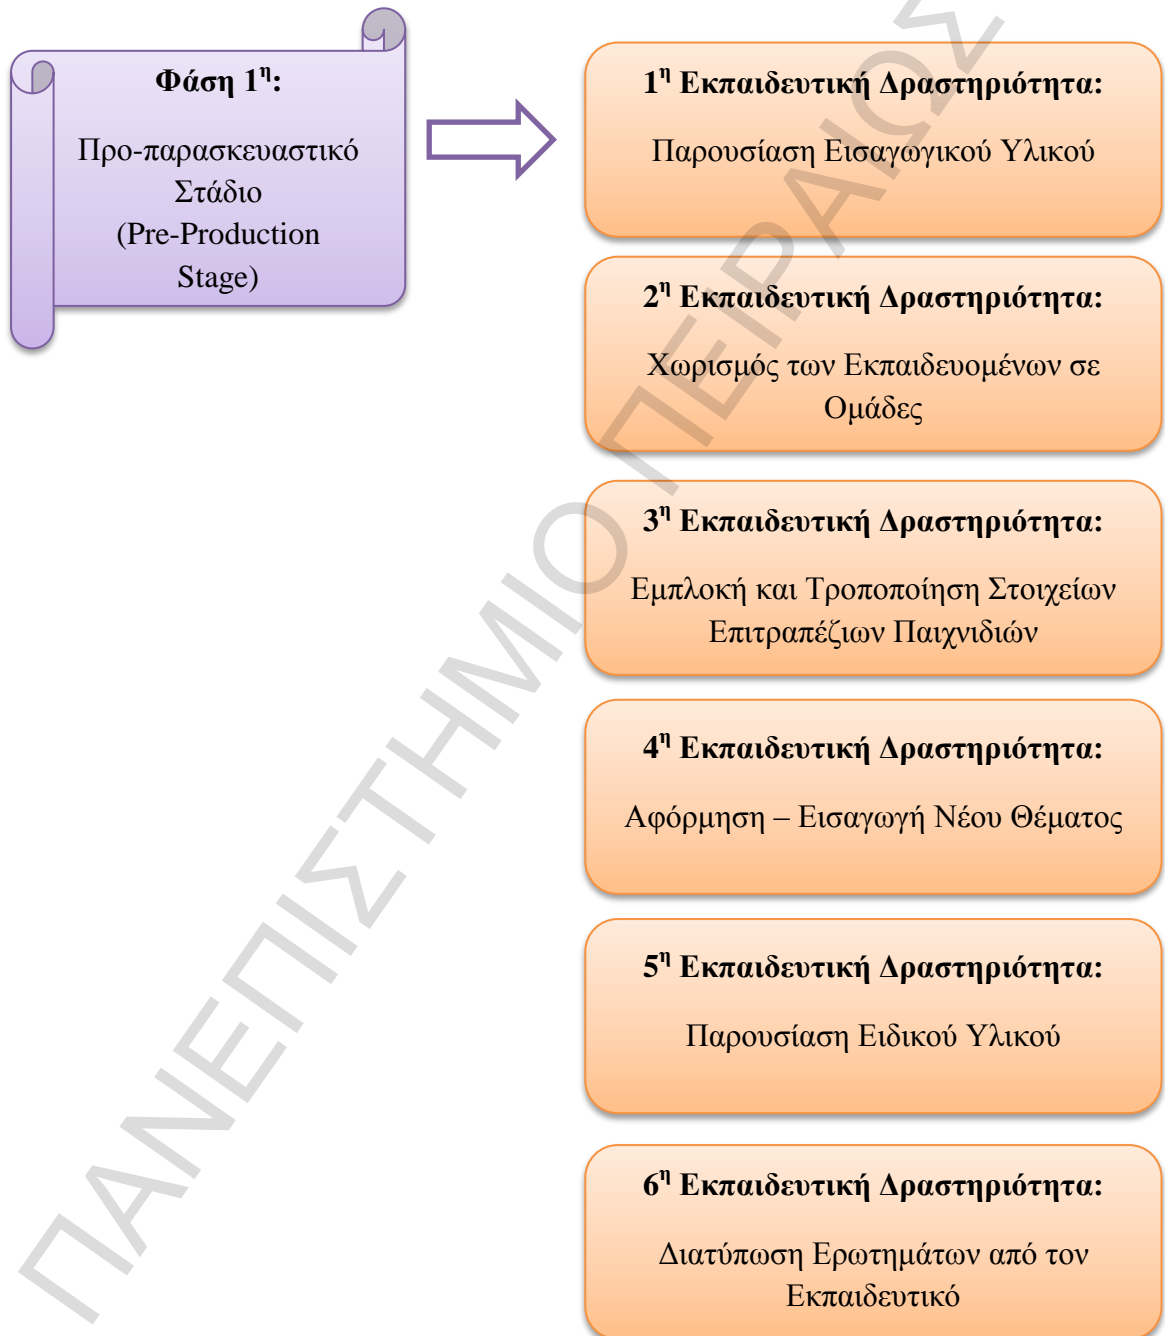 Φάση 1η:
Προ-παρασκευαστικό
Στάδιο
(Pre-Production
Stage)
1η Εκπαιδευτική Δραστηριότητα:
Παρουσίαση Εισαγωγικού Υλικού
2η Εκπαιδευτική Δραστηριότητα:
Χωρισμός των Εκπαιδευομένων σε
Ομάδες
3η Εκπαιδευτική Δραστηριότητα:
Εμπλοκή και Τροποποίηση Στοιχείων
Επιτραπέζιων Παιχνιδιών
4η Εκπαιδευτική Δραστηριότητα:
Αφόρμηση – Εισαγωγή Νέου Θέματος
5η Εκπαιδευτική Δραστηριότητα:
Παρουσίαση Ειδικού Υλικού
6η Εκπαιδευτική Δραστηριότητα:
Διατύπωση Ερωτημάτων από τον
Εκπαιδευτικό
ΠΑΝΕΠΙΣΤΗΜΙΟ ΠΕΙΡΑΙΩΣ